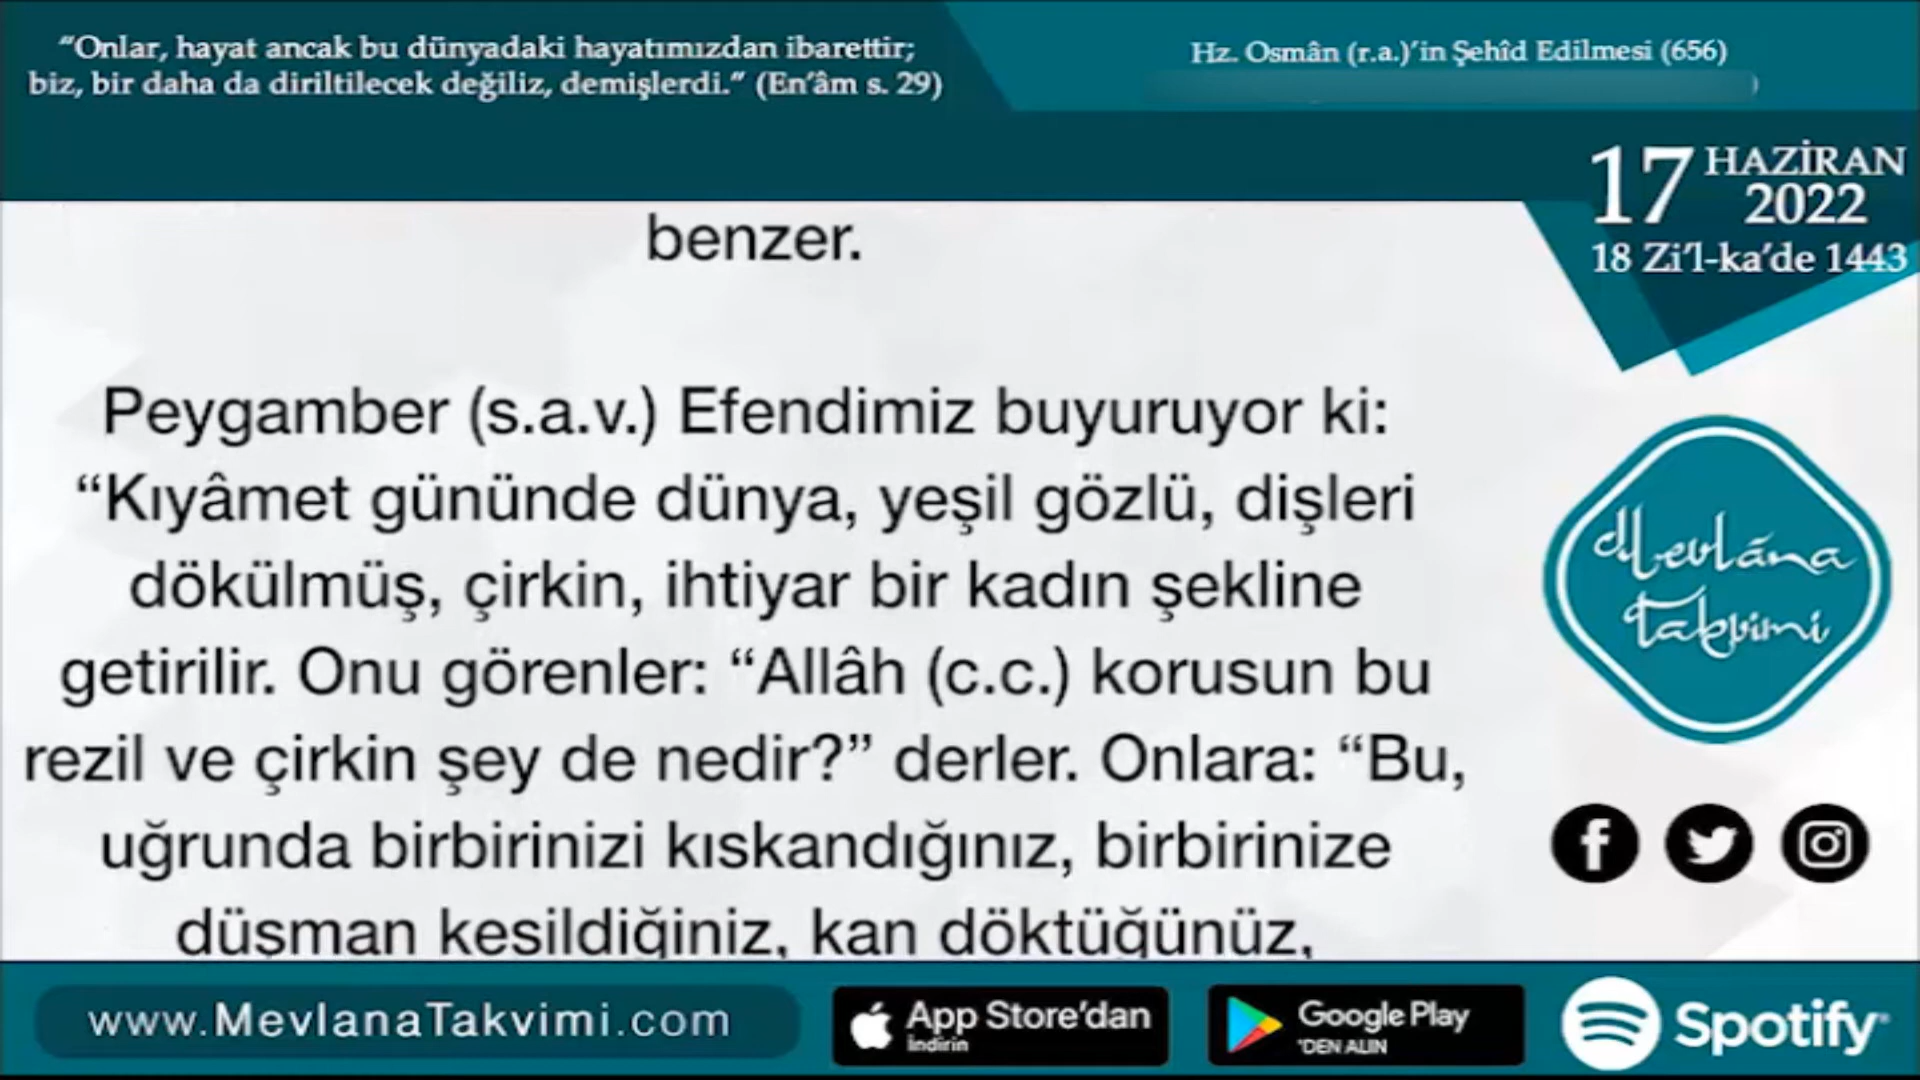 “Onlar, hayat ancak bu dünyadaki hayatımızdan ibarettir;
biz, bir daha da diriltilecek değiliz, demişlerdi.” (En’âm s. 29)
Hz. Osmân (r.a.)’in Şehîd Edilmesi (656)
17 HAZİRAN
2022
18 Zi’l-ka’de 1443
benzer.
Peygamber (s.a.v.) Efendimiz buyuruyor ki:
“Kıyâmet gününde dünya, yeşil gözlü, dişleri
dökülmüş, çirkin, ihtiyar bir kadın şekline
getirilir. Onu görenler: “Allâh (c.c.) korusun bu
rezil ve çirkin şey de nedir?” derler. Onlara: “Bu,
uğrunda birbirinizi kıskandığınız, birbirinize
düşman kesildiğiniz, kan döktüğünüz,
Mevlâna
Takvimi
www.MevlanaTakvimi.com
App Store’dan
İndirin
Google Play
’DEN ALIN
Spotify